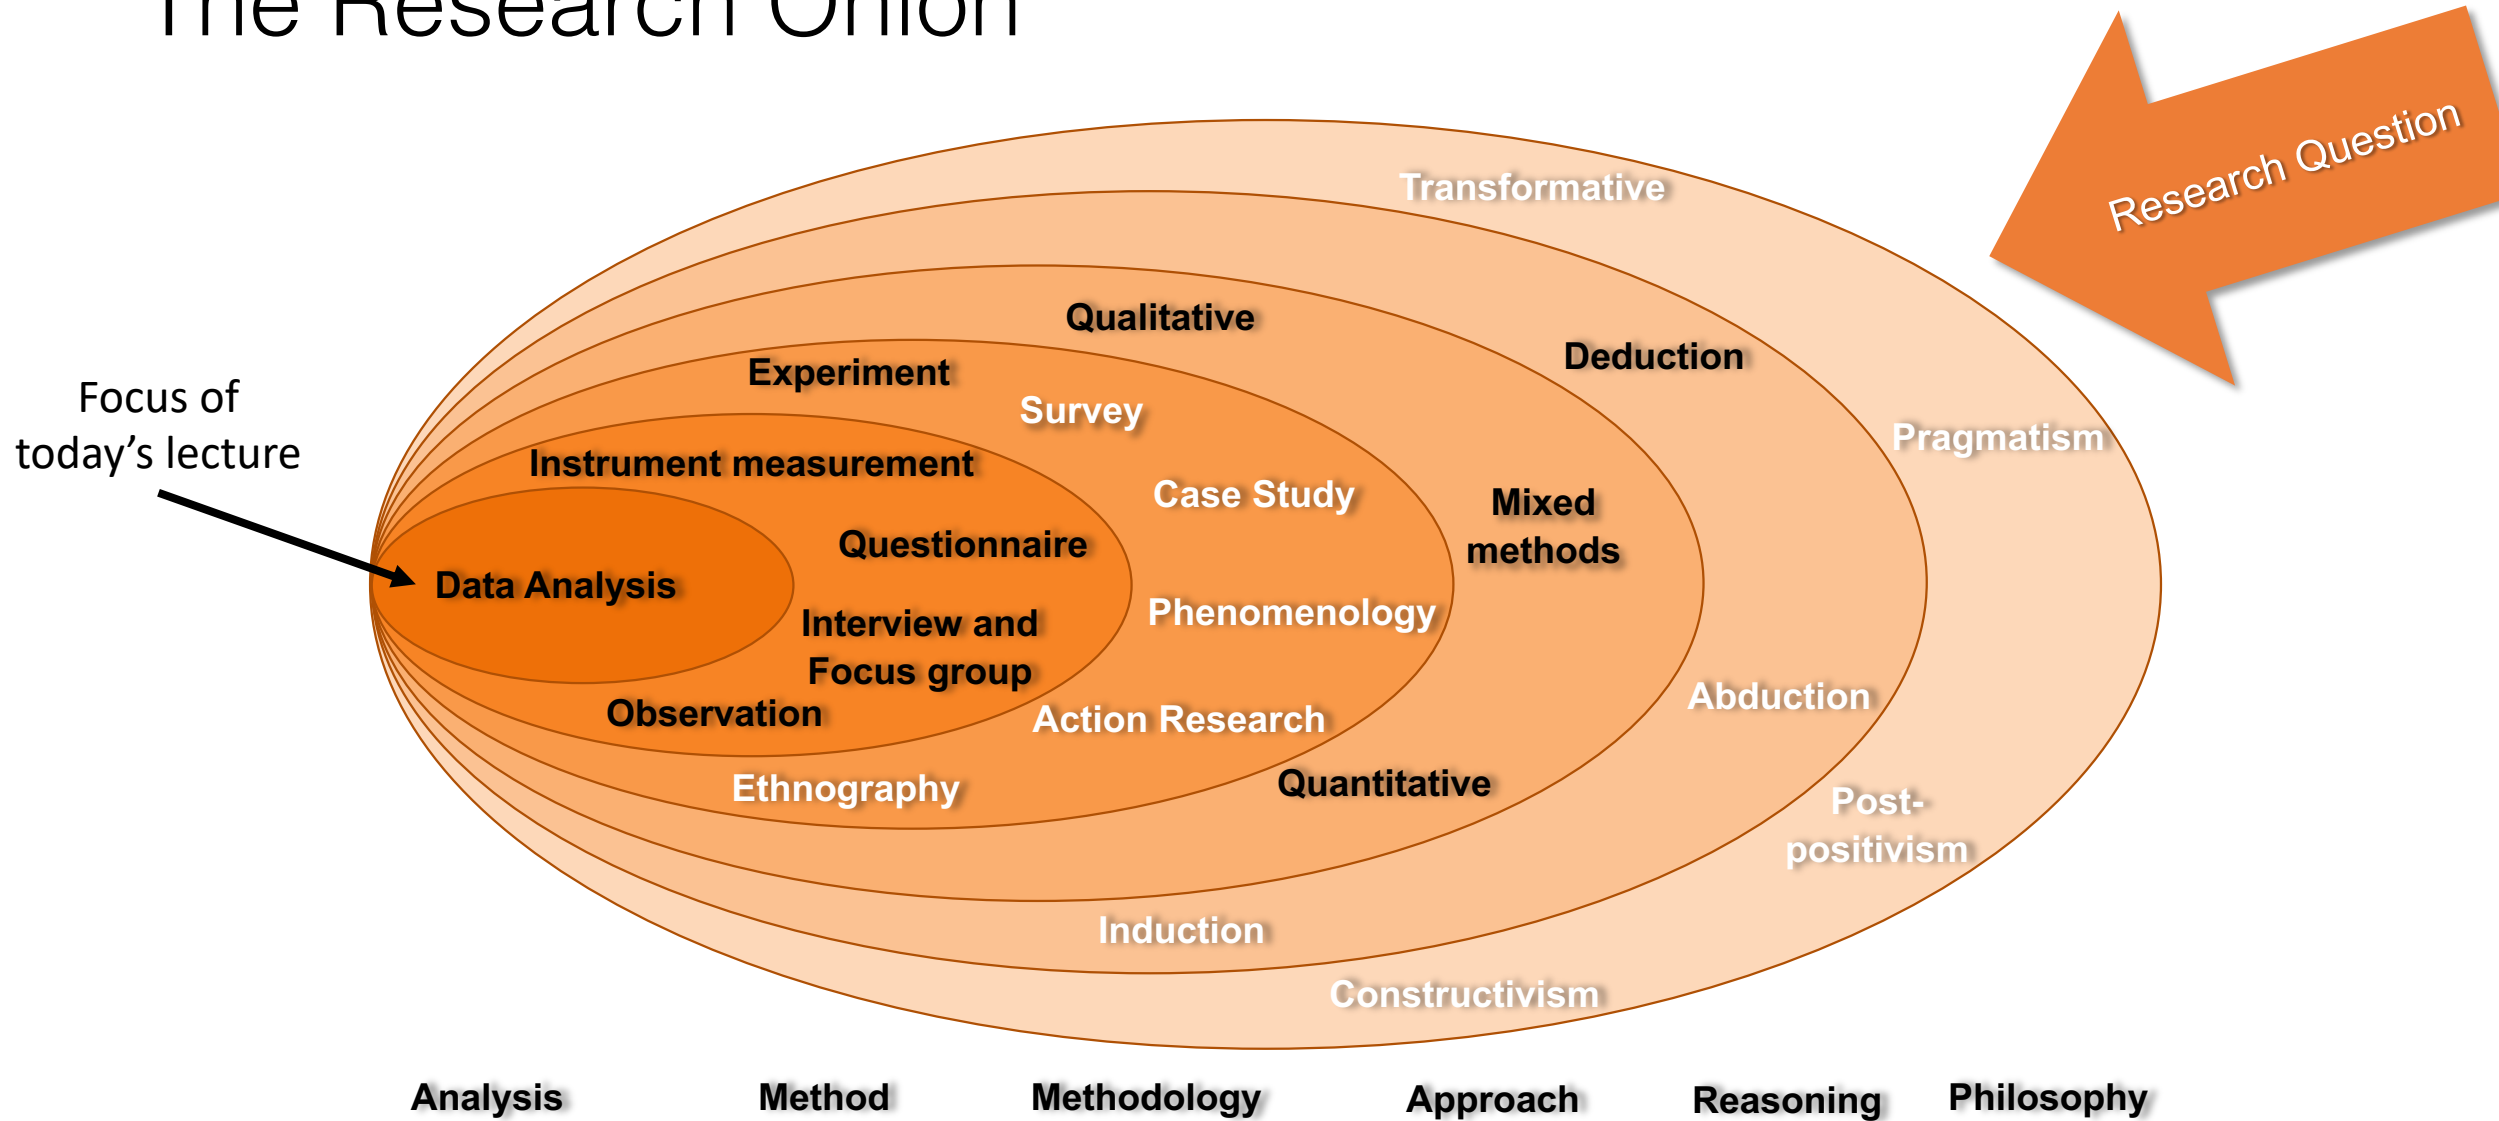 The Research Onion
Research Question
Transformative
Qualitative
Deduction
Experiment
Survey
Pragmatism
Focus of
today’s lecture
Instrument measurement
Case Study
Mixed
methods
Questionnaire
Data Analysis
Phenomenology
Interview and
Focus group
Abduction
Observation
Action Research
Ethnography
Quantitative
Post-
positivism
Induction
Constructivism
Analysis
Method
Methodology
Approach
Reasoning
Philosophy